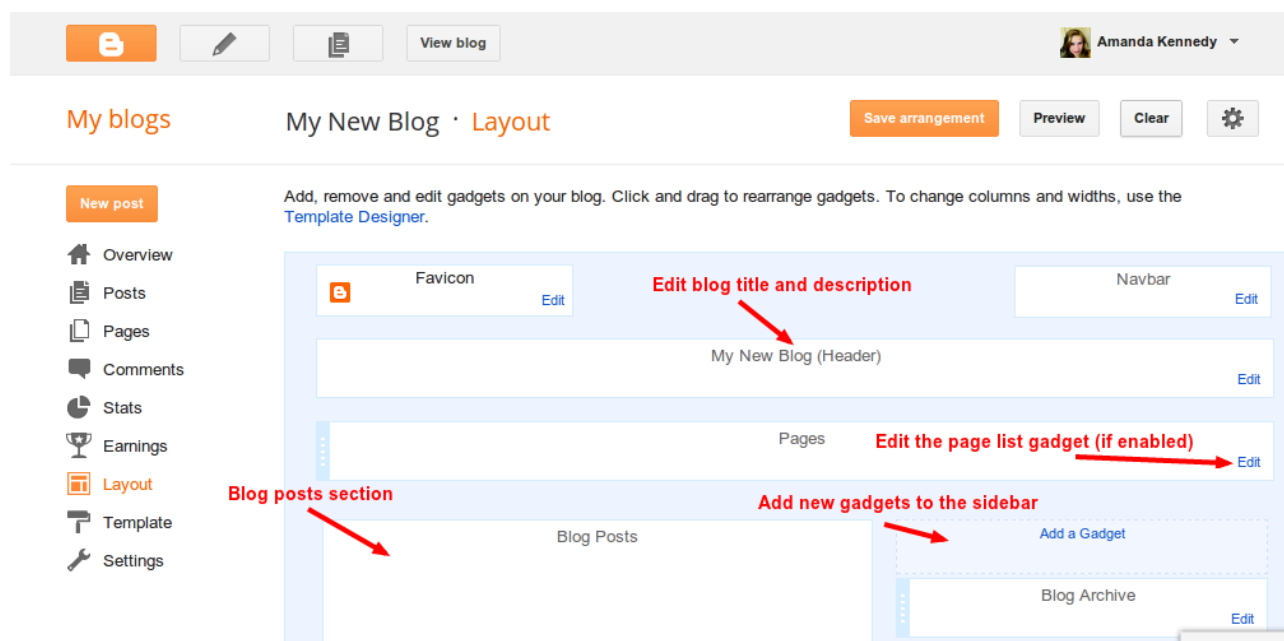 View blog
Amanda Kennedy
My blogs
My New Blog · Layout
Save arrangement
Preview
Clear
New post
Add, remove and edit gadgets on your blog. Click and drag to rearrange gadgets. To change columns and widths, use the
Template Designer.
Overview
Posts
Pages
Comments
Stats
Earnings
Layout
Template
Settings
Favicon
Edit
Edit blog title and description
Navbar
Edit
My New Blog (Header)
Edit
Pages
Edit the page list gadget (if enabled)
Edit
Blog posts section
Add new gadgets to the sidebar
Blog Posts
Add a Gadget
Blog Archive
Edit